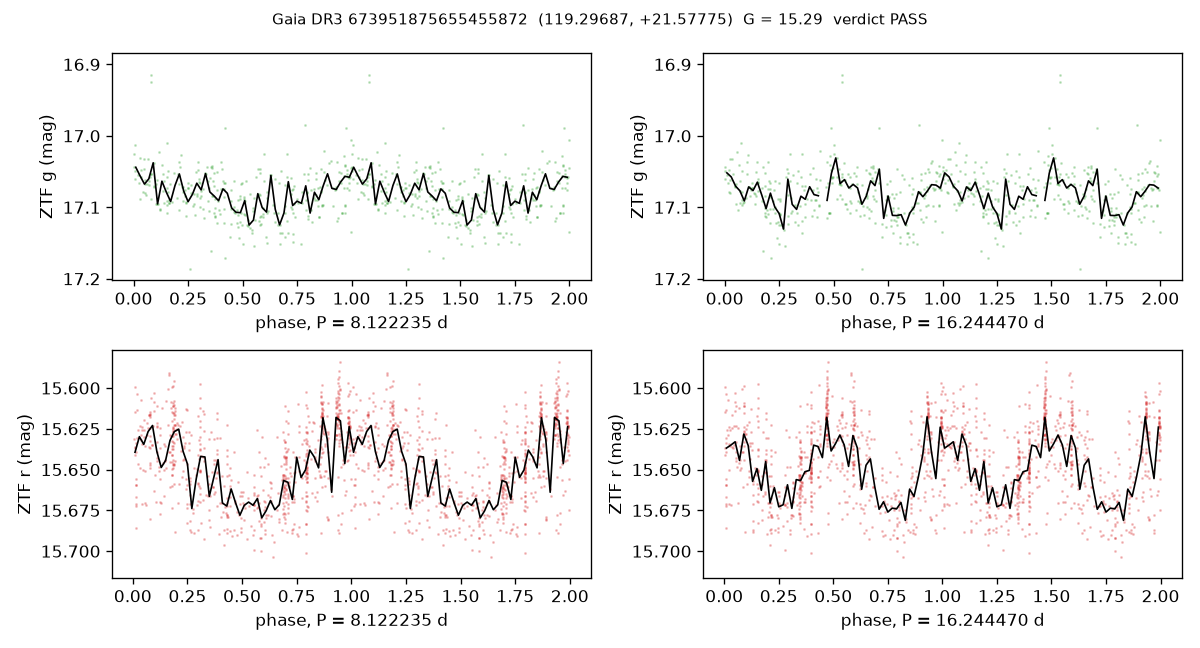 Gaia DR3 673951875655455872 (119.29687, +21.57775) G = 15.29 verdict PASS
ZTF g (mag)
16.9
17.0
17.1
17.2
0.00 0.25 0.50 0.75 1.00 1.25 1.50 1.75 2.00
phase, P = 8.122235 d
ZTF g (mag)
16.9
17.0
17.1
17.2
0.00 0.25 0.50 0.75 1.00 1.25 1.50 1.75 2.00
phase, P = 16.244470 d
ZTF r (mag)
15.600
15.625
15.650
15.675
15.700
0.00 0.25 0.50 0.75 1.00 1.25 1.50 1.75 2.00
phase, P = 8.122235 d
ZTF r (mag)
15.600
15.625
15.650
15.675
15.700
0.00 0.25 0.50 0.75 1.00 1.25 1.50 1.75 2.00
phase, P = 16.244470 d